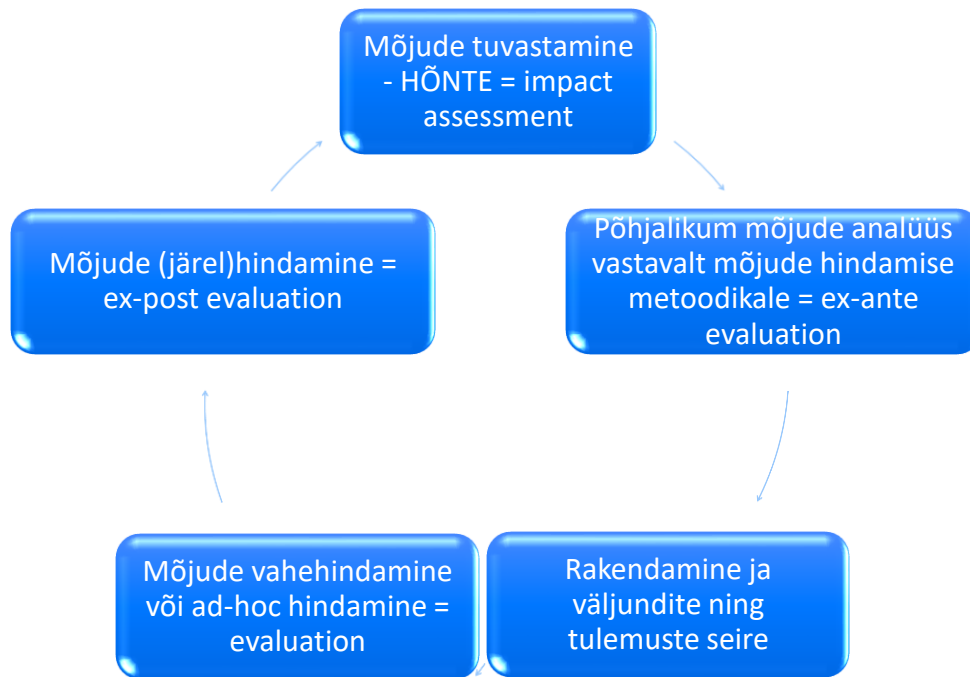 Mõjude tuvastamine
- HÕNTE = impact
assessment
Põhjalikum mõjude analüüs
vastavalt mõjude hindamise
metoodikale = ex-ante
evaluation
Rakendamine ja
väljundite ning
tulemuste seire
Mõjude vahehindamine
või ad-hoc hindamine =
evaluation
Mõjude (järel)hindamine =
ex-post evaluation